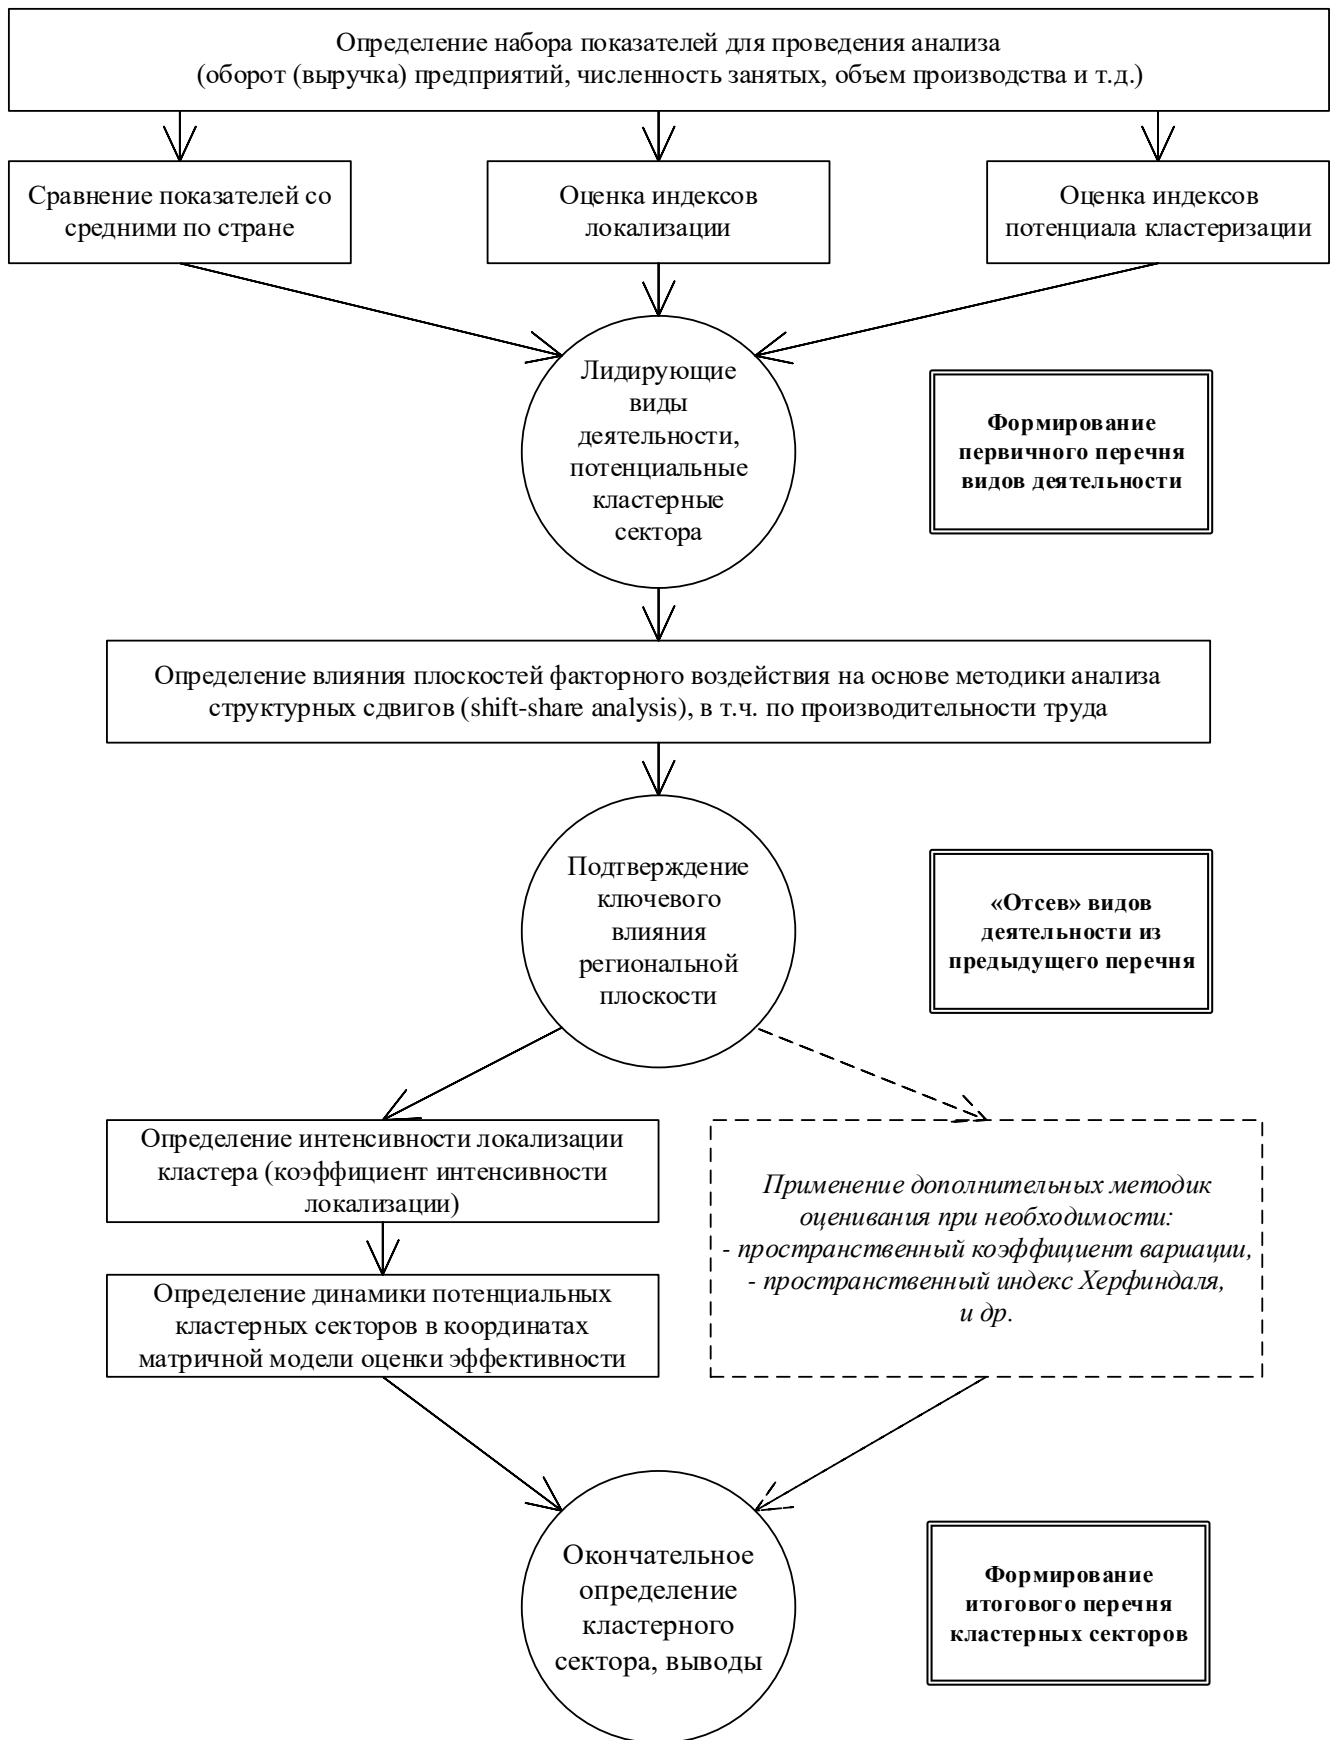 Определение набора показателей для проведения анализа
(оборот (выручка) предприятий, численность занятых, объем производства и т.д.)
Сравнение показателей со
средними по стране
Оценка индексов
локализации
Оценка индексов
потенциала кластеризации
Лидирующие
виды
деятельности,
потенциальные
кластерные
сектора
Формирование
первичного перечня
видов деятельности
Определение влияния плоскостей факторного воздействия на основе методики анализа
структурных сдвигов (shift-share analysis), в т.ч. по производительности труда
Подтверждение
ключевого
влияния
региональной
плоскости
«Отсев» видов
деятельности из
предыдущего перечня
Определение интенсивности локализации
кластера (коэффициент интенсивности
локализации)
Определение динамики потенциальных
кластерных секторов в координатах
матричной модели оценки эффективности
Применение дополнительных методик
оценивания при необходимости:
- пространственный коэффициент вариации,
- пространственный индекс Херфиндаля,
и др.
Окончательное
определение
кластерного
сектора, выводы
Формирование
итогового перечня
кластерных секторов